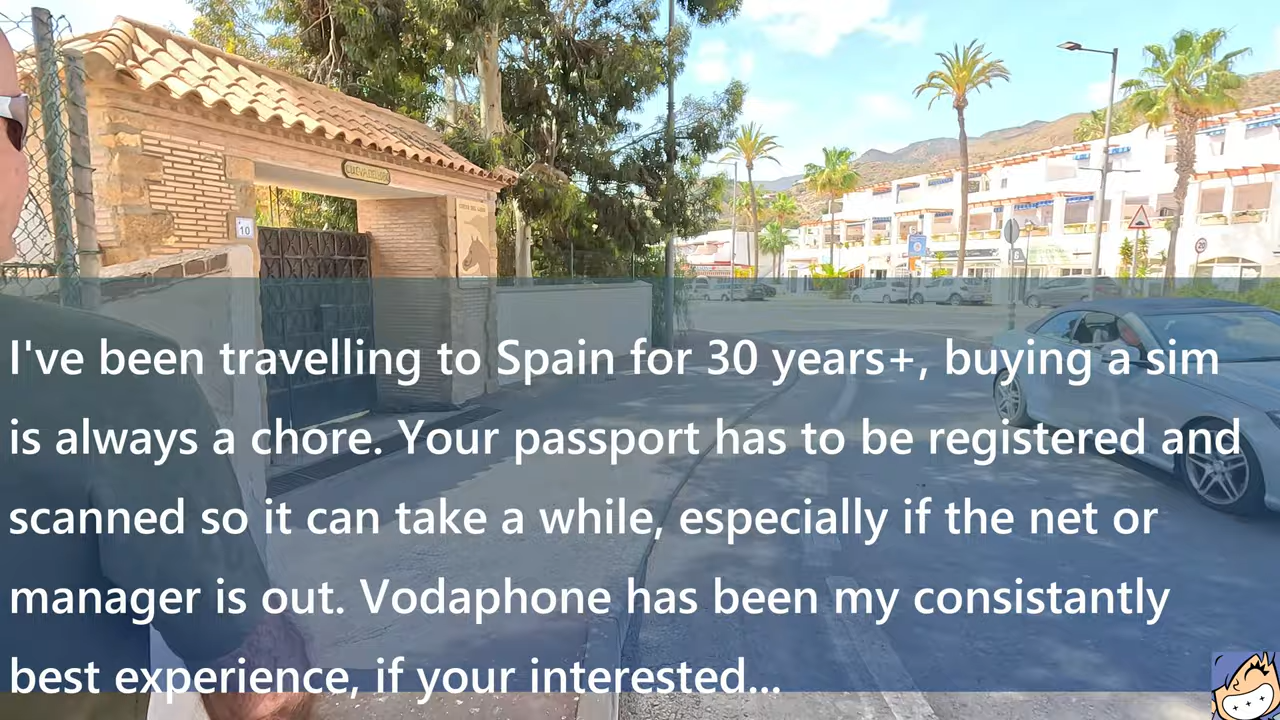 10
20
I've been travelling to Spain for 30 years+, buying a sim
is always a chore. Your passport has to be registered and
scanned so it can take a while, especially if the net or
manager is out. Vodaphone has been my consistantly
best experience, if your interested...